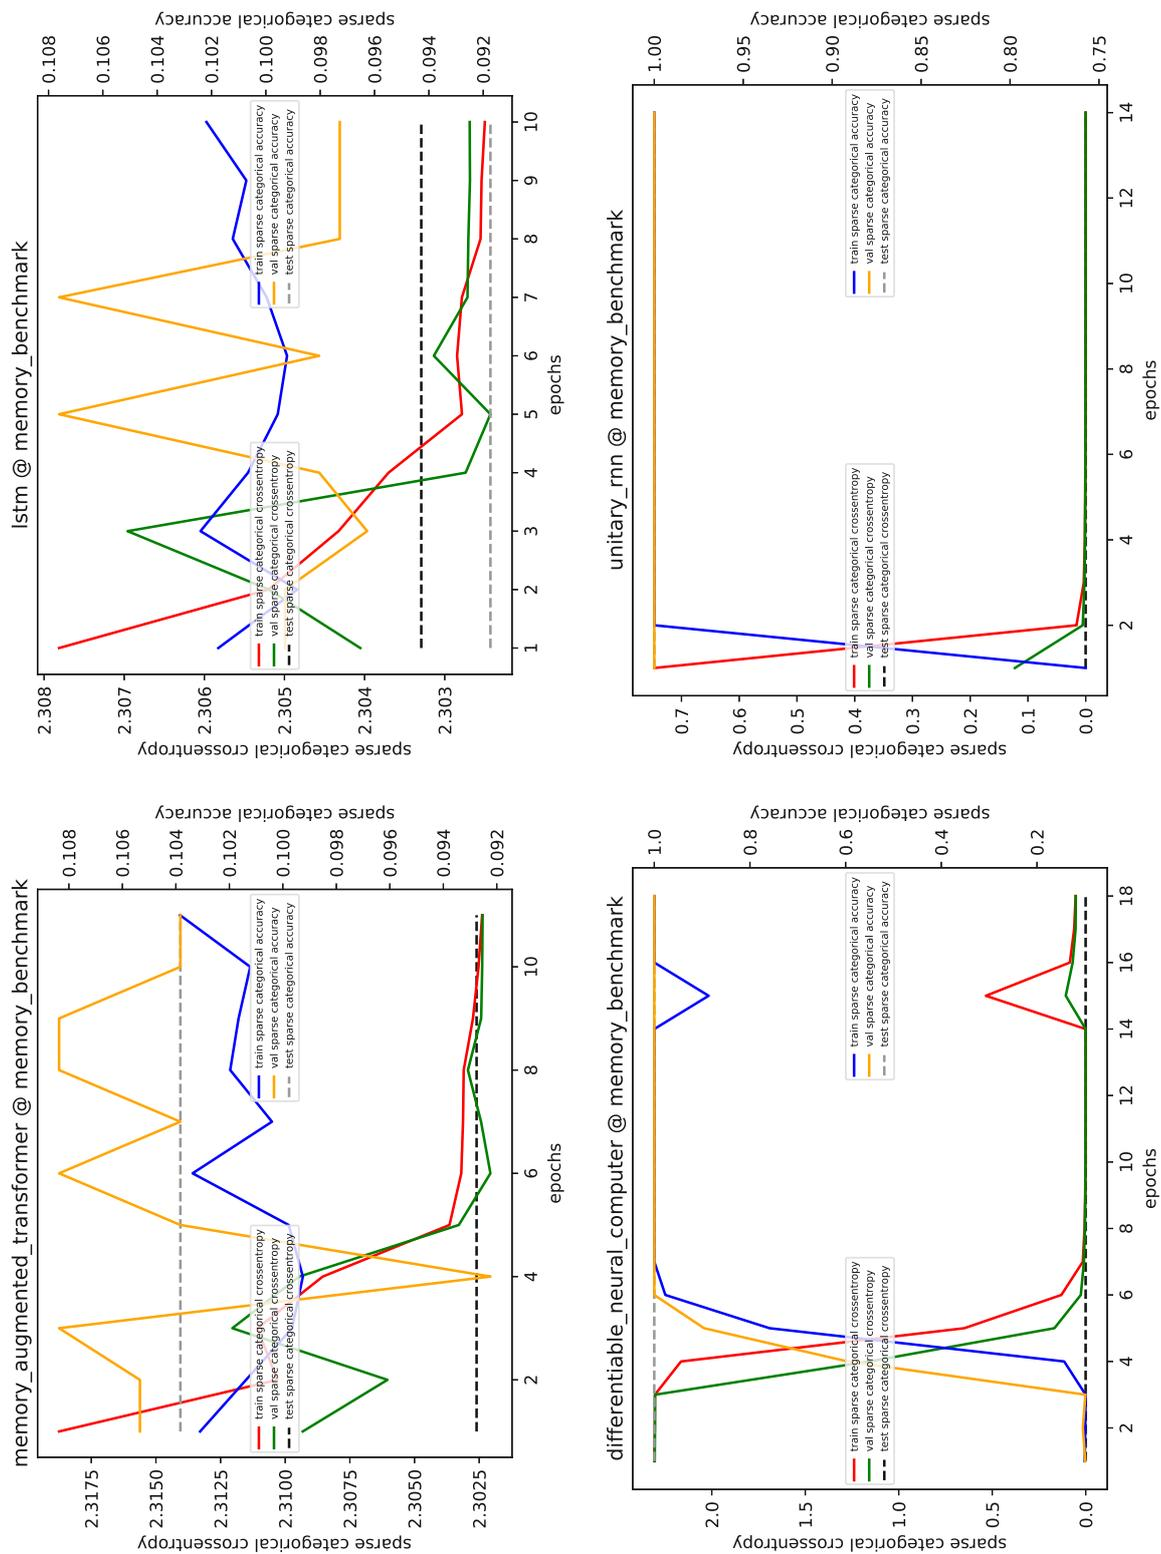 memory_augmented_transformer @ memory_benchmark
sparse categorical crossentropy
2.3175
2.3150
2.3125
2.3100
2.3075
2.3050
2.3025
train sparse categorical crossentropy
val sparse categorical crossentropy
test sparse categorical crossentropy
train sparse categorical accuracy
val sparse categorical accuracy
test sparse categorical accuracy
0.108
0.106
0.104
0.102
0.100
0.098
0.096
0.094
0.092
sparse categorical accuracy
2 4 6 8 10
epochs
lstm @ memory_benchmark
sparse categorical crossentropy
2.308
2.307
2.306
2.305
2.304
2.303
train sparse categorical crossentropy
val sparse categorical crossentropy
test sparse categorical crossentropy
train sparse categorical accuracy
val sparse categorical accuracy
test sparse categorical accuracy
0.108
0.106
0.104
0.102
0.100
0.098
0.096
0.094
0.092
sparse categorical accuracy
1 2 3 4 5 6 7 8 9 10
epochs
differentiable_neural_computer @ memory_benchmark
sparse categorical crossentropy
2.0
1.5
1.0
0.5
0.0
train sparse categorical crossentropy
val sparse categorical crossentropy
test sparse categorical crossentropy
train sparse categorical accuracy
val sparse categorical accuracy
test sparse categorical accuracy
1.0
0.8
0.6
0.4
0.2
sparse categorical accuracy
2 4 6 8 10 12 14 16 18
epochs
unitary_rnn @ memory_benchmark
sparse categorical crossentropy
0.7
0.6
0.5
0.4
0.3
0.2
0.1
0.0
train sparse categorical crossentropy
val sparse categorical crossentropy
test sparse categorical crossentropy
train sparse categorical accuracy
val sparse categorical accuracy
test sparse categorical accuracy
1.00
0.95
0.90
0.85
0.80
0.75
sparse categorical accuracy
2 4 6 8 10 12 14
epochs